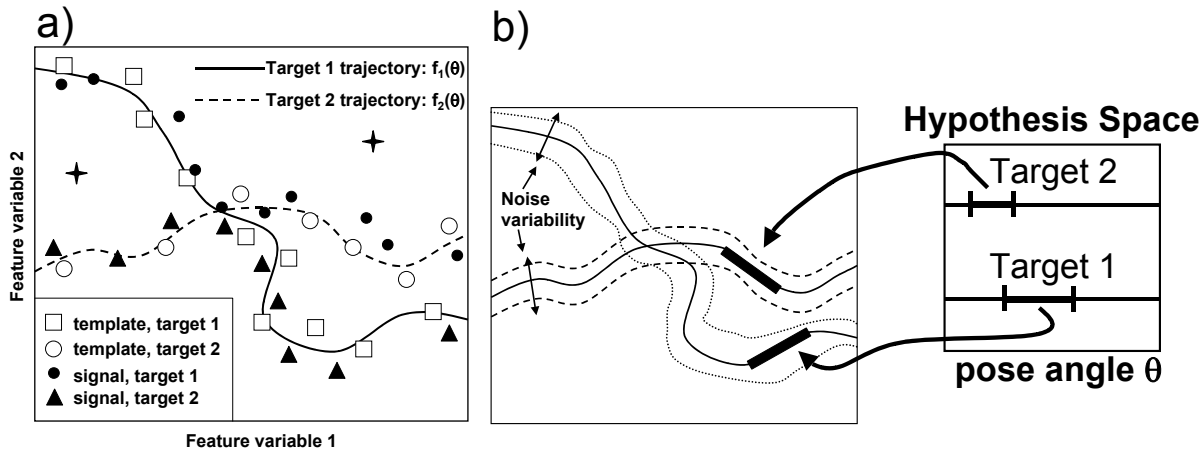 a)
Target 1 trajectory: f₁(θ)
Target 2 trajectory: f₂(θ)
Feature variable 2
template, target 1
template, target 2
signal, target 1
signal, target 2
Feature variable 1
b)
Noise
variability
Hypothesis Space
Target 2
Target 1
pose angle θ